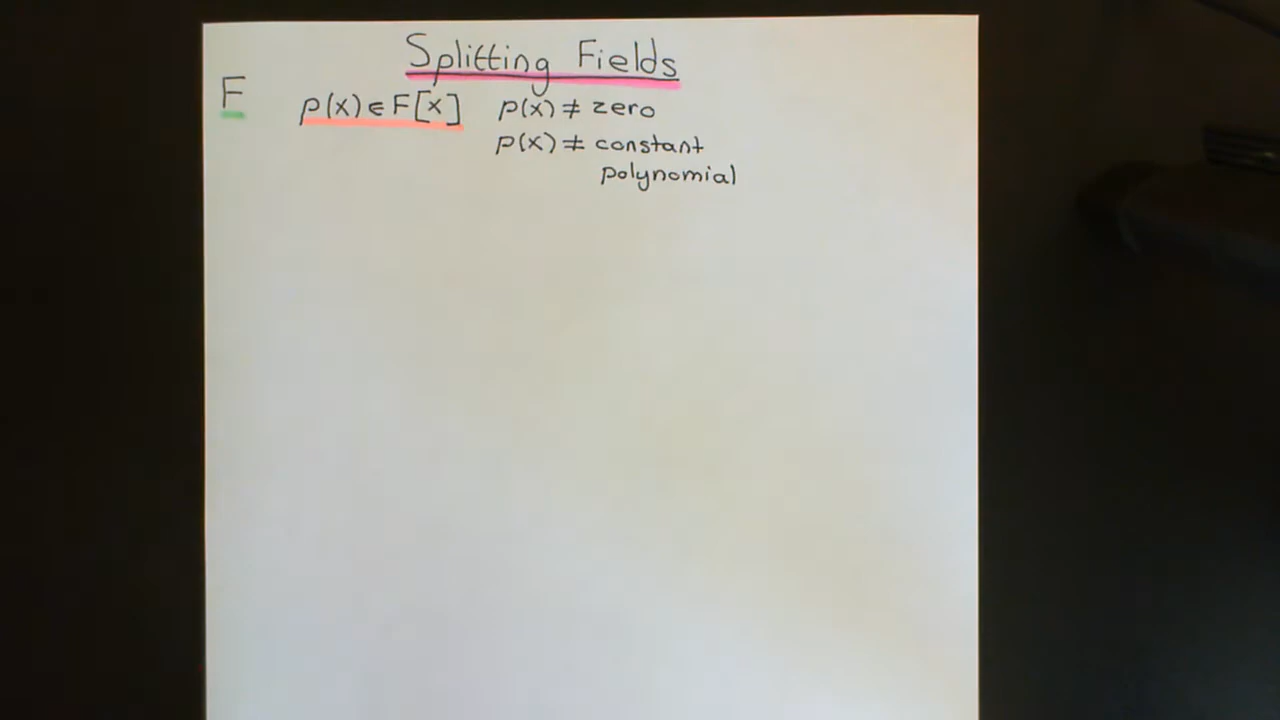 Splitting Fields
F p(x) ∈ F[x] p(x) ≠ zero
p(x) ≠ constant
polynomial